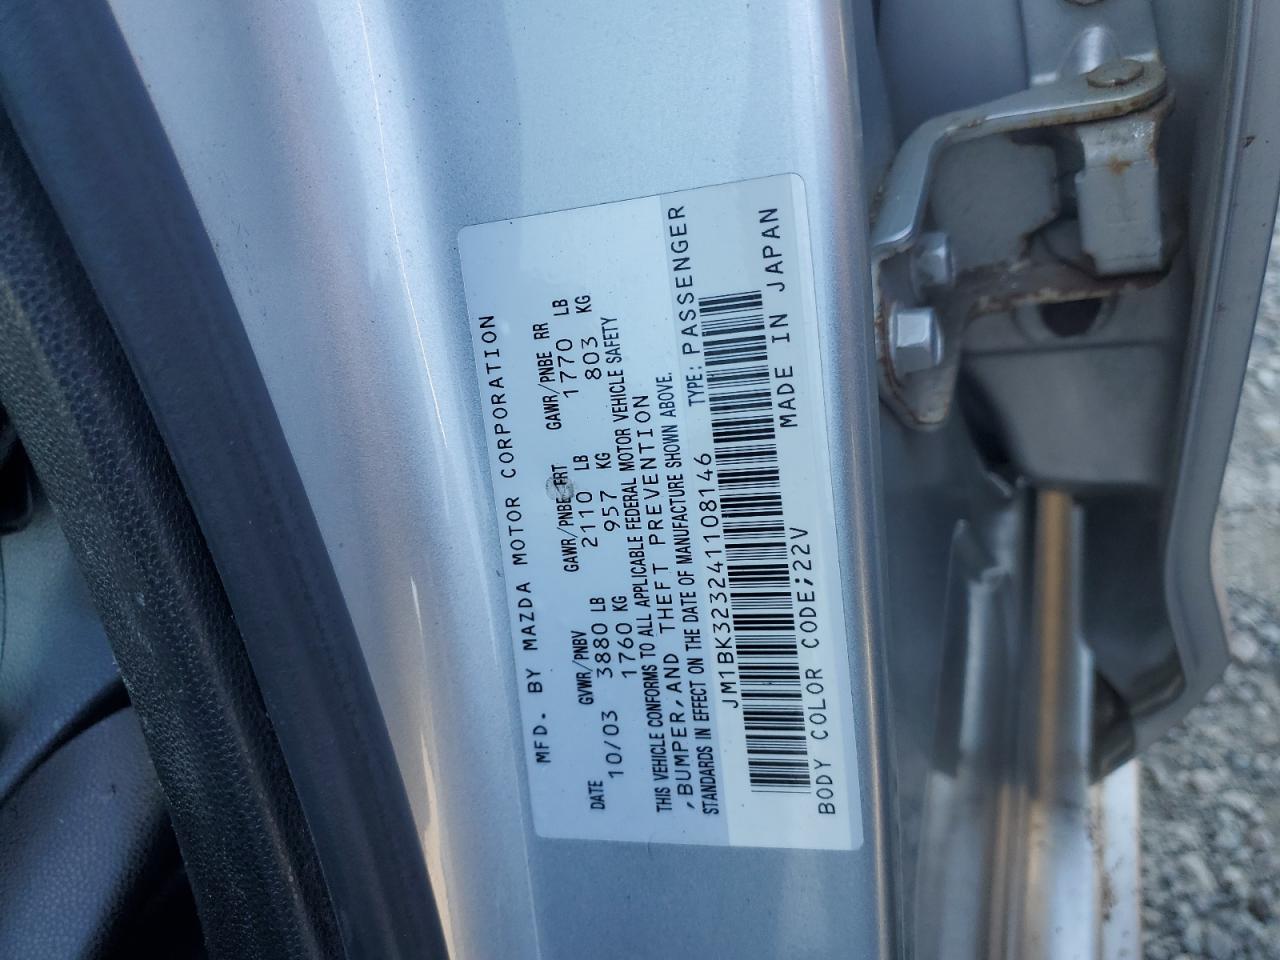 MFD. BY MAZDA MOTOR CORPORATION
DATE GVWR/PNBV GAWR/PNBE FRT GAWR/PNBE RR
10/03 3880 LB 2110 LB 1770 LB
1760 KG 957 KG 803 KG
THIS VEHICLE CONFORMS TO ALL APPLICABLE FEDERAL MOTOR VEHICLE SAFETY
,BUMPER,AND THEFT PREVENTION
STANDARDS IN EFFECT ON THE DATE OF MANUFACTURE SHOWN ABOVE.
JM1BK323241108146 TYPE: PASSENGER
BODY COLOR CODE;22V MADE IN JAPAN